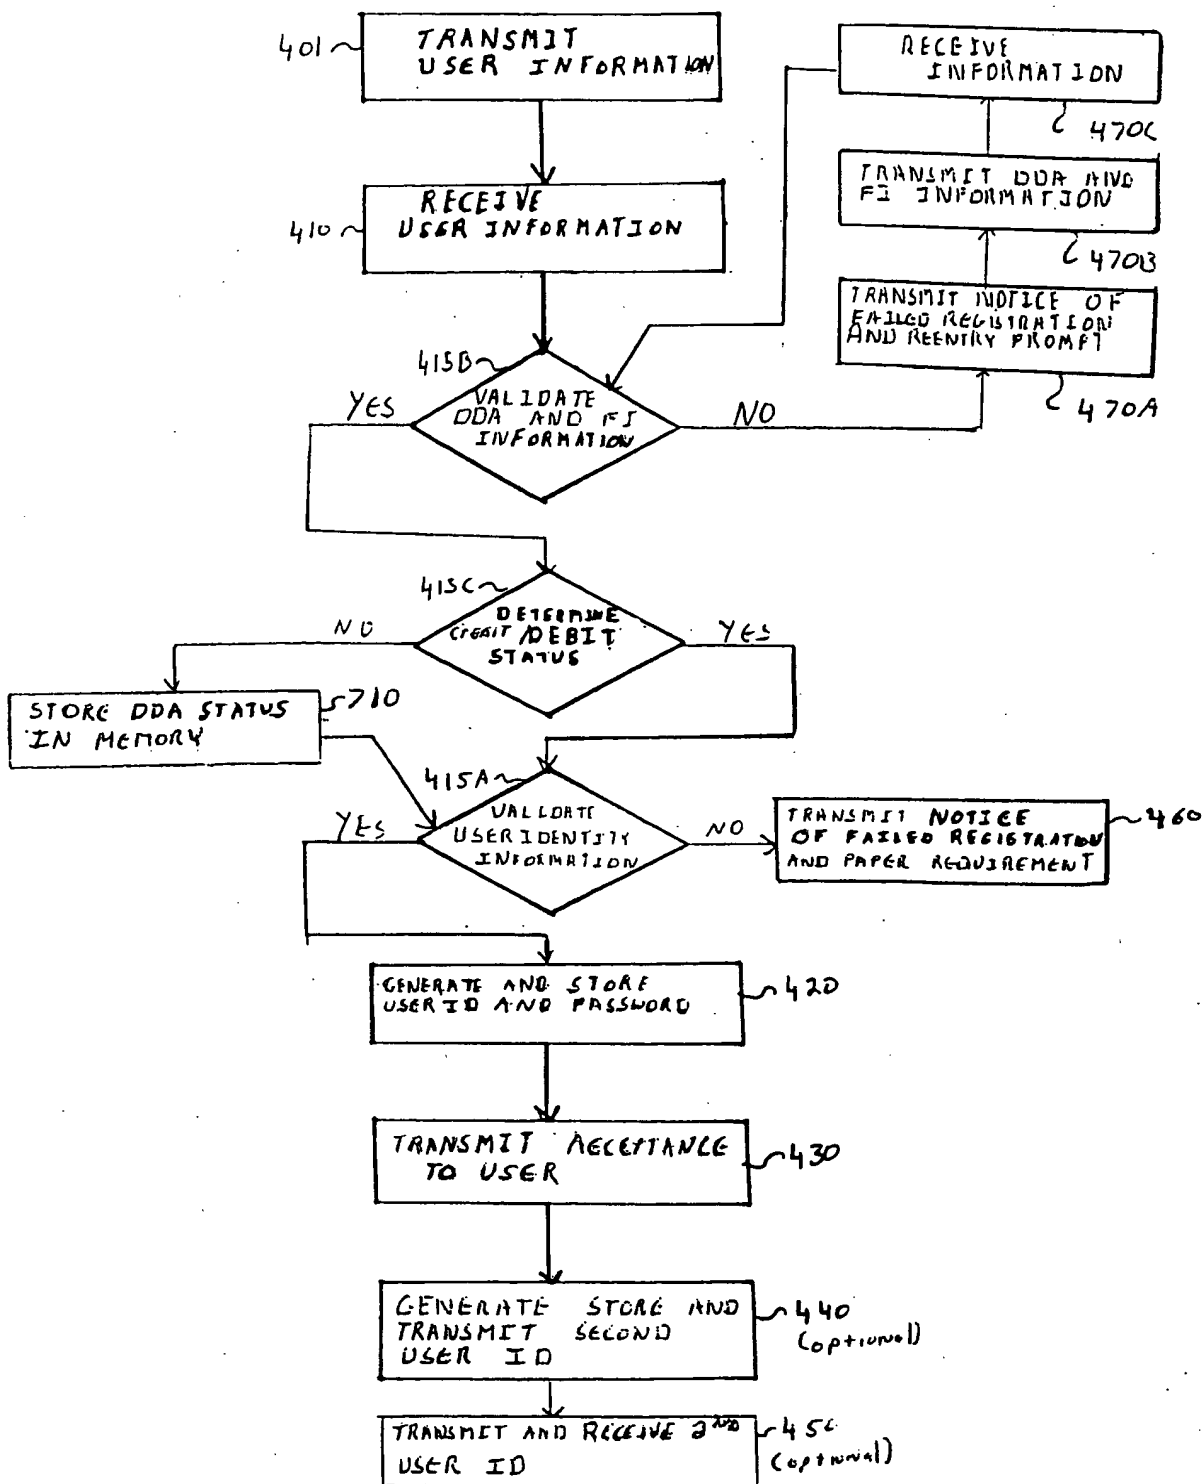 401
TRANSMIT
USER INFORMATION
RECEIVE
INFORMATION
470C
TRANSMIT DDA AND
FI INFORMATION
470B
TRANSMIT NOTICE OF
FAILED REGISTRATION
AND REENTRY PROMPT
470A
410
RECEIVE
USER INFORMATION
415B
YES
VALIDATE
DDA AND FI
INFORMATION
NO
415C
NO
DETERMINE
CREDIT/DEBIT
STATUS
YES
710
STORE DDA STATUS
IN MEMORY
415A
YES
VALIDATE
USER IDENTITY
INFORMATION
NO
TRANSMIT NOTICE
OF FAILED REGISTRATION
AND PAPER REQUIREMENT
460
GENERATE AND STORE
USER ID AND PASSWORD
420
TRANSMIT ACCEPTANCE
TO USER
430
GENERATE STORE AND
TRANSMIT SECOND
USER ID
440
(optional)
TRANSMIT AND RECEIVE 2ND
USER ID
(optional)